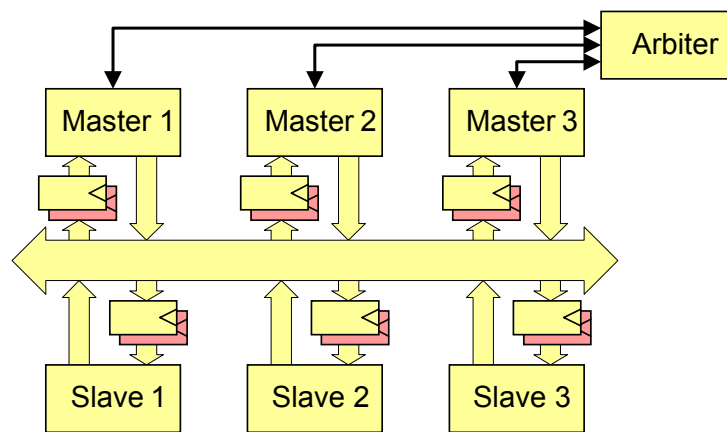 Arbiter
Master 1
Master 2
Master 3
Slave 1
Slave 2
Slave 3